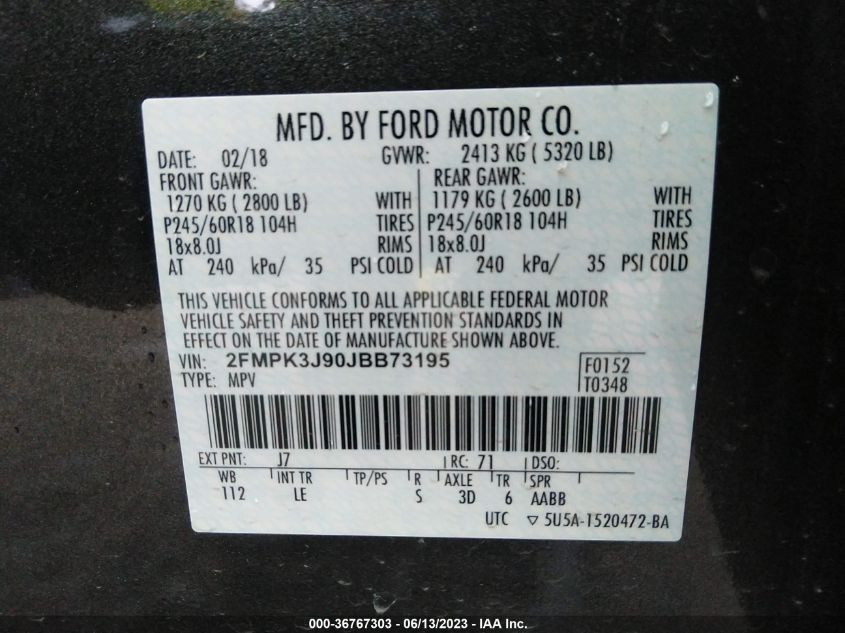 MFD. BY FORD MOTOR CO.
DATE: 02/18 GVWR: 2413 KG ( 5320 LB)
FRONT GAWR: REAR GAWR:
1270 KG ( 2800 LB) WITH 1179 KG ( 2600 LB) WITH
P245/60R18 104H TIRES P245/60R18 104H TIRES
18x8.0J RIMS 18x8.0J RIMS
AT 240 kPa/ 35 PSI COLD AT 240 kPa/ 35 PSI COLD
THIS VEHICLE CONFORMS TO ALL APPLICABLE FEDERAL MOTOR
VEHICLE SAFETY AND THEFT PREVENTION STANDARDS IN
EFFECT ON THE DATE OF MANUFACTURE SHOWN ABOVE.
VIN: 2FMPK3J90JBB73195 F0152
TYPE: MPV T0348
EXT PNT: J7 RC: 71 DSO:
WB INT TR TP/PS R AXLE TR SPR
112 LE S 3D 6 AABB
UTC ▽ 5U5A-1520472-BA
000-36767303 - 06/13/2023 - IAA Inc.